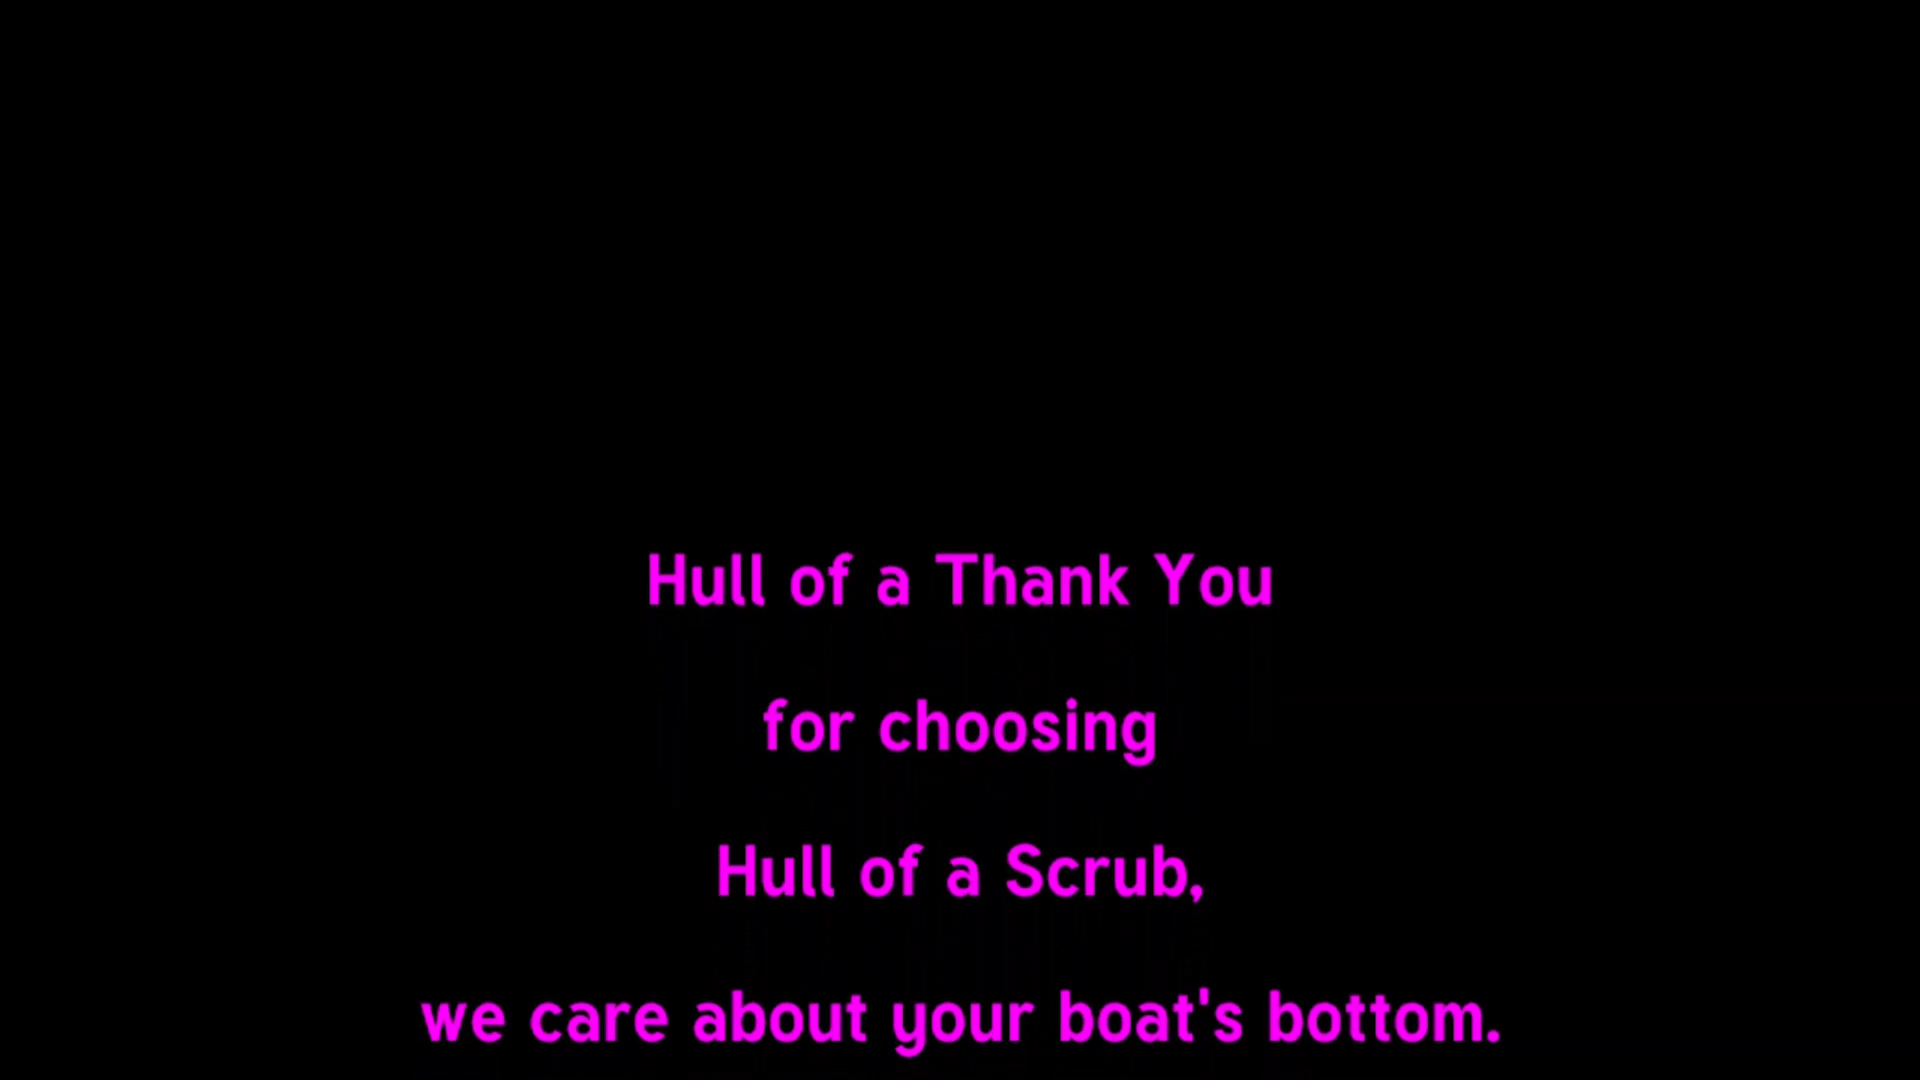 Hull of a Thank You
for choosing
Hull of a Scrub,
we care about your boat's bottom.